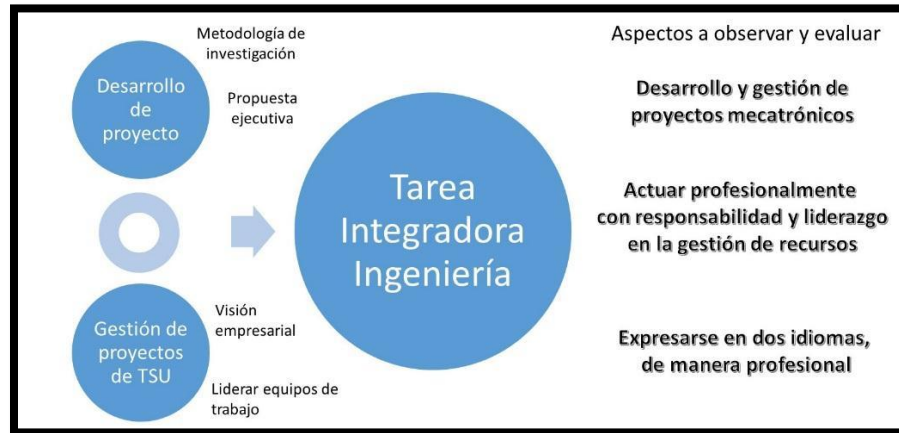 Metodología de
investigación
Desarrollo
de
proyecto
Propuesta
ejecutiva
Gestión de
proyectos
de TSU
Visión
empresarial
Liderar equipos de
trabajo
Tarea
Integradora
Ingeniería
Aspectos a observar y evaluar
Desarrollo y gestión de
proyectos mecatrónicos
Actuar profesionalmente
con responsabilidad y liderazgo
en la gestión de recursos
Expresarse en dos idiomas,
de manera profesional